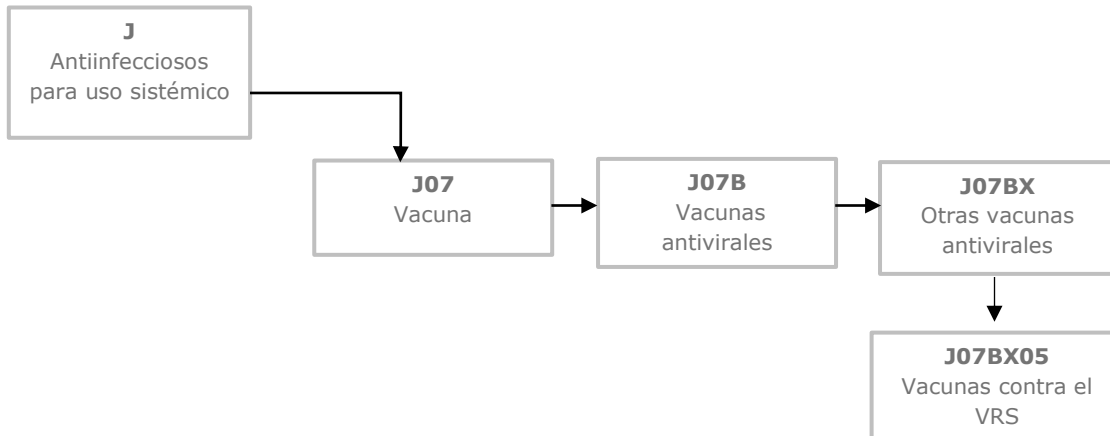 J
Antiinfecciosos
para uso sistémico
J07
Vacuna
J07B
Vacunas
antivirales
J07BX
Otras vacunas
antivirales
J07BX05
Vacunas contra el
VRS